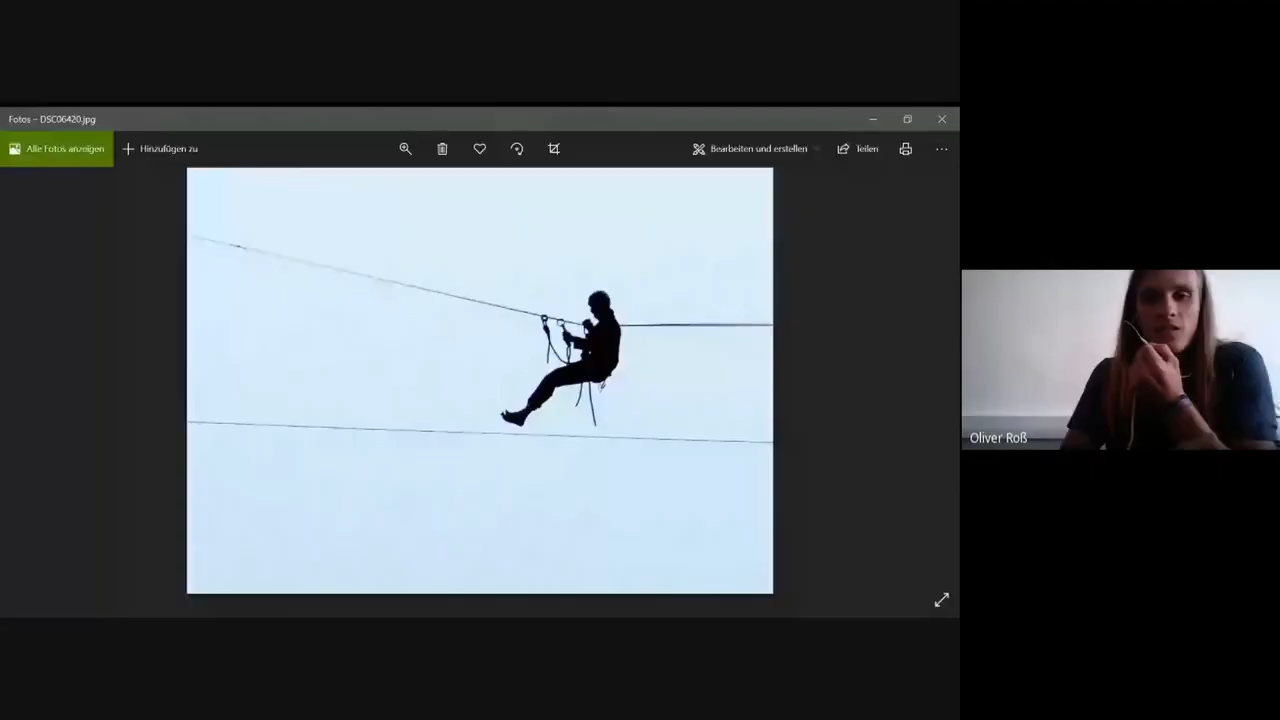 Fotos – DSC06420.jpg
Alle Fotos anzeigen
Hinzufügen zu
Bearbeiten und erstellen
Teilen
Oliver Roß